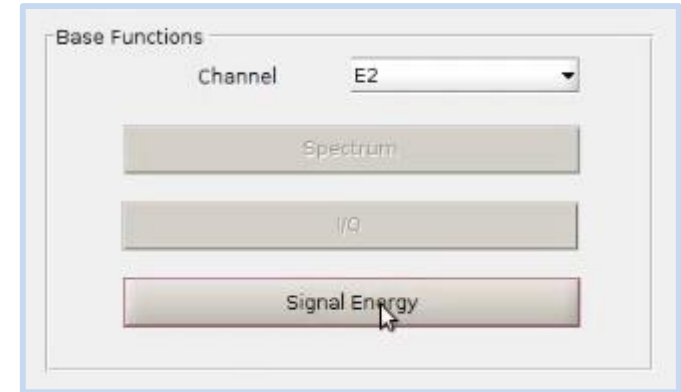 Base Functions
Channel E2
Spectrum
I/Q
Signal Energy